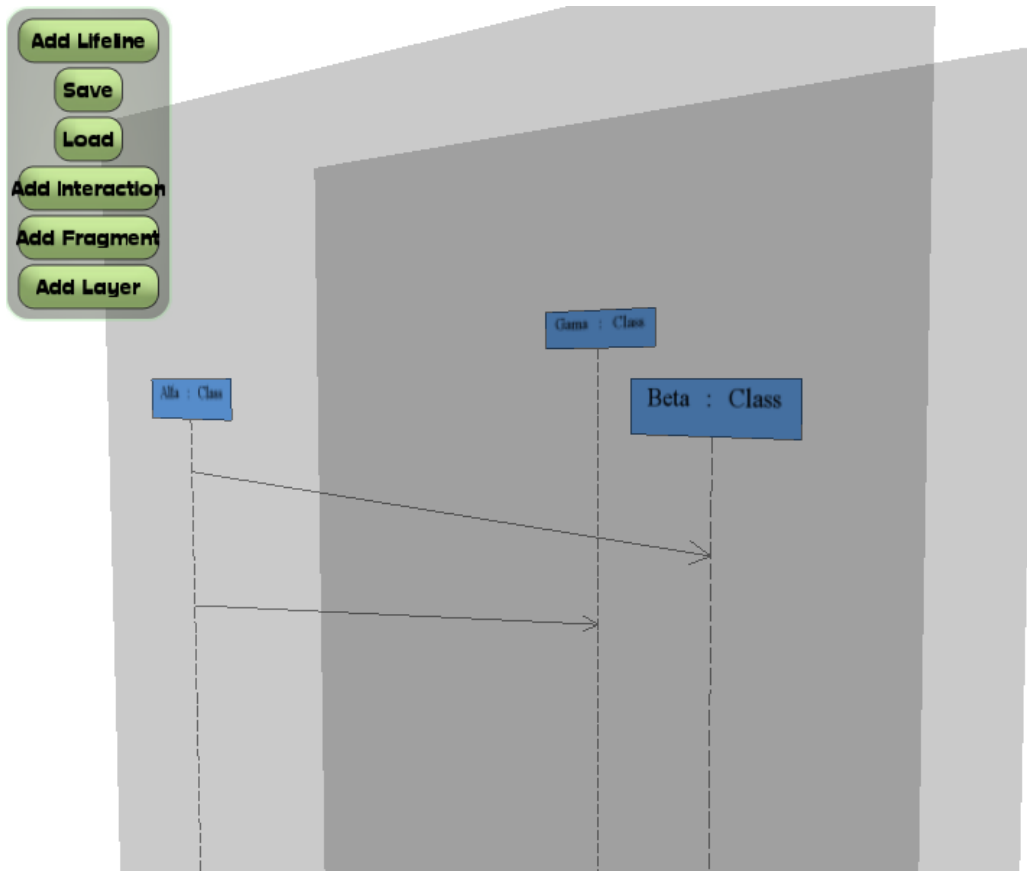 Add Lifeline
Save
Load
Add Interaction
Add Fragment
Add Layer
Gama : Class
Alfa : Class
Beta : Class